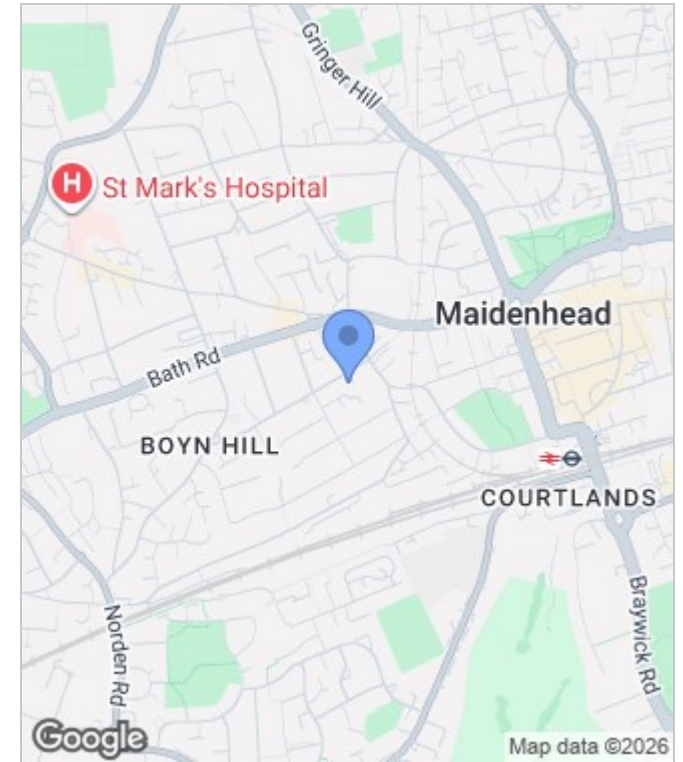 Gringer Hill
H
St Mark's Hospital
Maidenhead
Bath Rd
BOYN HILL
COURTLANDS
Norden Rd
Braywick Rd
Google
Map data ©2026